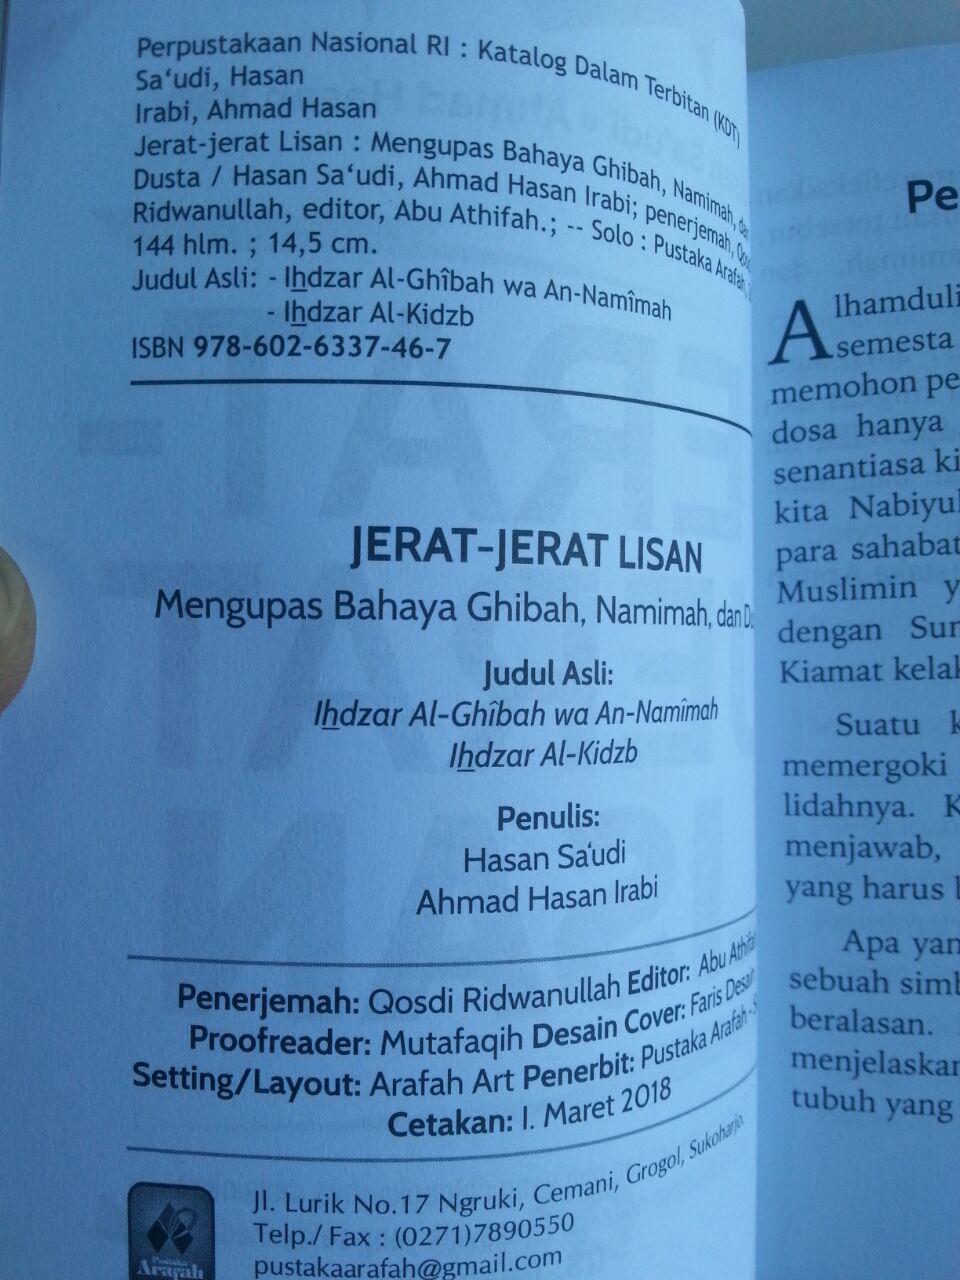 Perpustakaan Nasional RI : Katalog Dalam Terbitan (KDT)
Sa‘udi, Hasan
Irabi, Ahmad Hasan
Jerat-jerat Lisan : Mengupas Bahaya Ghibah, Namimah, dan
Dusta / Hasan Sa‘udi, Ahmad Hasan Irabi; penerjemah, Qosdi
Ridwanullah, editor, Abu Athifah.; -- Solo : Pustaka Arafah,
144 hlm. ; 14,5 cm.
Judul Asli: - Ihdzar Al-Ghîbah wa An-Namîmah
- Ihdzar Al-Kidzb
ISBN 978-602-6337-46-7
JERAT-JERAT LISAN
Mengupas Bahaya Ghibah, Namimah, dan
Judul Asli:
Ihdzar Al-Ghîbah wa An-Namîmah
Ihdzar Al-Kidzb
Penulis:
Hasan Sa‘udi
Ahmad Hasan Irabi
Penerjemah: Qosdi Ridwanullah Editor: Abu Athifah
Proofreader: Mutafaqih Desain Cover: Faris Desain
Setting/Layout: Arafah Art Penerbit: Pustaka Arafah -
Cetakan: I. Maret 2018
Jl. Lurik No.17 Ngruki, Cemani, Grogol, Sukoharjo.
Telp./ Fax : (0271)7890550
pustakaarafah@gmail.com
Pustaka
Arafah
Pe
Alhamduli
semesta
memohon pe
dosa hanya
senantiasa ki
kita Nabiyul
para sahabat
Muslimin y
dengan Sun
Kiamat kelak
Suatu k
memergoki
lidahnya. K
menjawab,
yang harus
Apa yan
sebuah simb
beralasan.
menjelaskan
tubuh yang